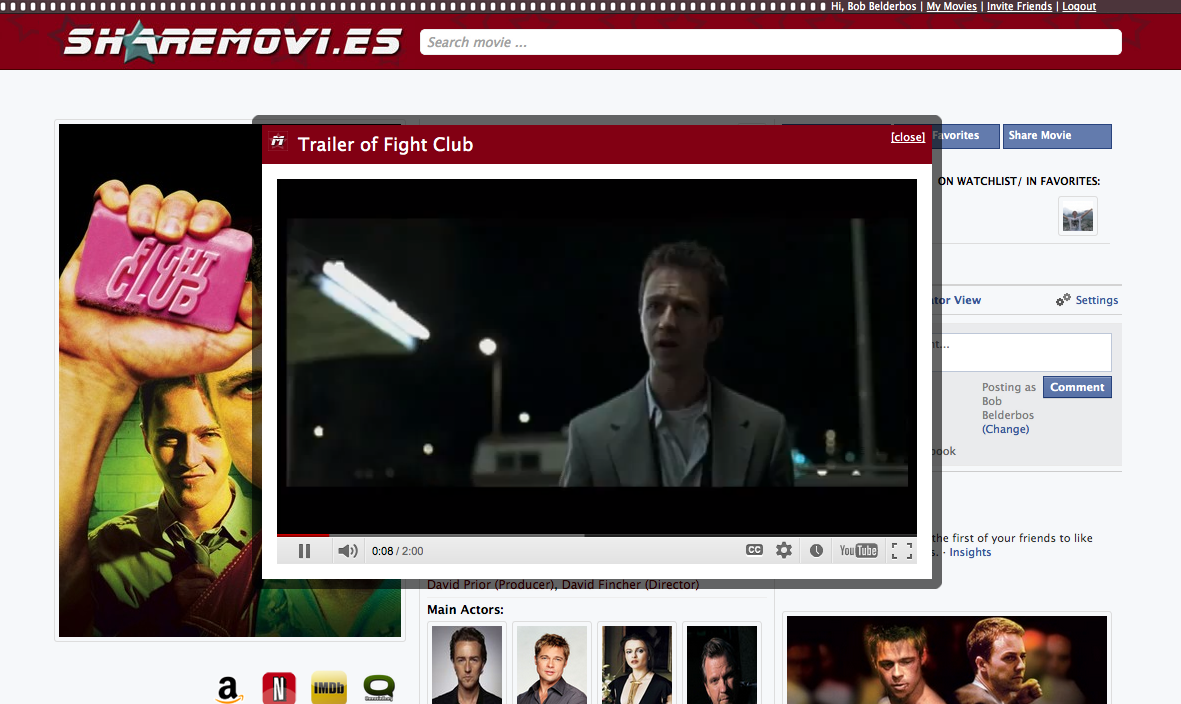 Hi, Bob Belderbos | My Movies | Invite Friends | Logout
SHAREMOVI.ES
Search movie ...
Trailer of Fight Club
[close]
Favorites
Share Movie
ON WATCHLIST/ IN FAVORITES:
FIGHT
CLUB
tor View
Settings
t...
Posting as
Bob
Belderbos
(Change)
Comment
book
0:08 / 2:00
CC
YouTube
the first of your friends to like
s. · Insights
David Prior (Producer), David Fincher (Director)
Main Actors:
a
N
IMDb